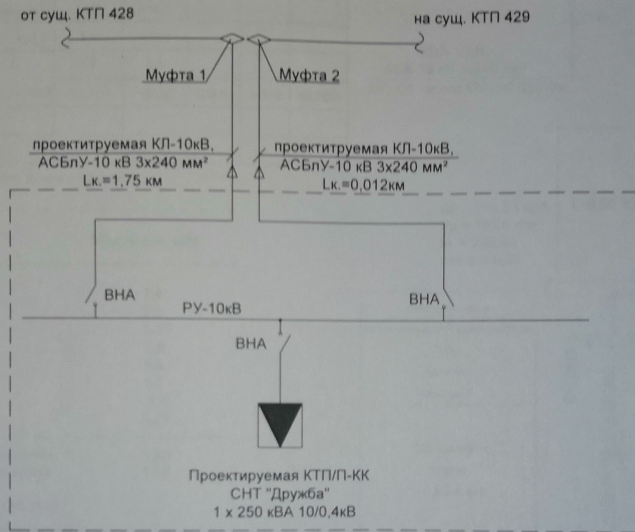 от сущ. КТП 428
на сущ. КТП 429
Муфта 1
Муфта 2
проектитруемая КЛ-10кВ,
АСБлУ-10 кВ 3х240 мм²
Lк.=1,75 км
проектируемая КЛ-10кВ,
АСБлУ-10 кВ 3х240 мм²
Lк.=0,012км
ВНА
ВНА
РУ-10кВ
ВНА
Проектируемая КТП/П-КК
СНТ "Дружба"
1 х 250 кВА 10/0,4кВ